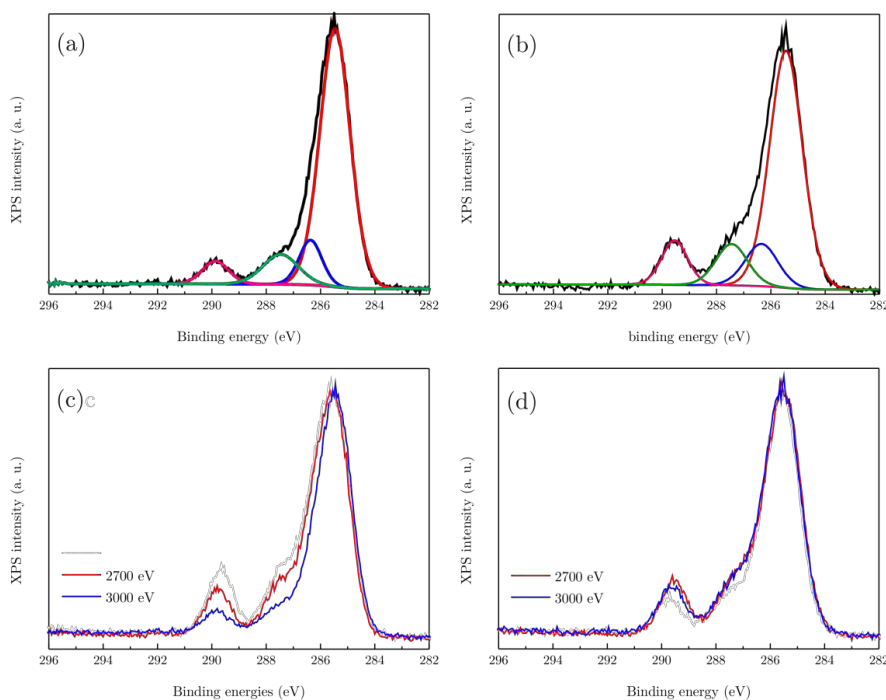 (a)
XPS intensity (a. u.)
296 294 292 290 288 286 284 282
Binding energy (eV)
(b)
XPS intensity (a. u.)
296 294 292 290 288 286 284 282
binding energy (eV)
(c)c
XPS intensity (a. u.)
2700 eV
3000 eV
296 294 292 290 288 286 284 282
Binding energies (eV)
(d)
XPS intensity (a. u.)
2700 eV
3000 eV
296 294 292 290 288 286 284 282
Binding energy (eV)